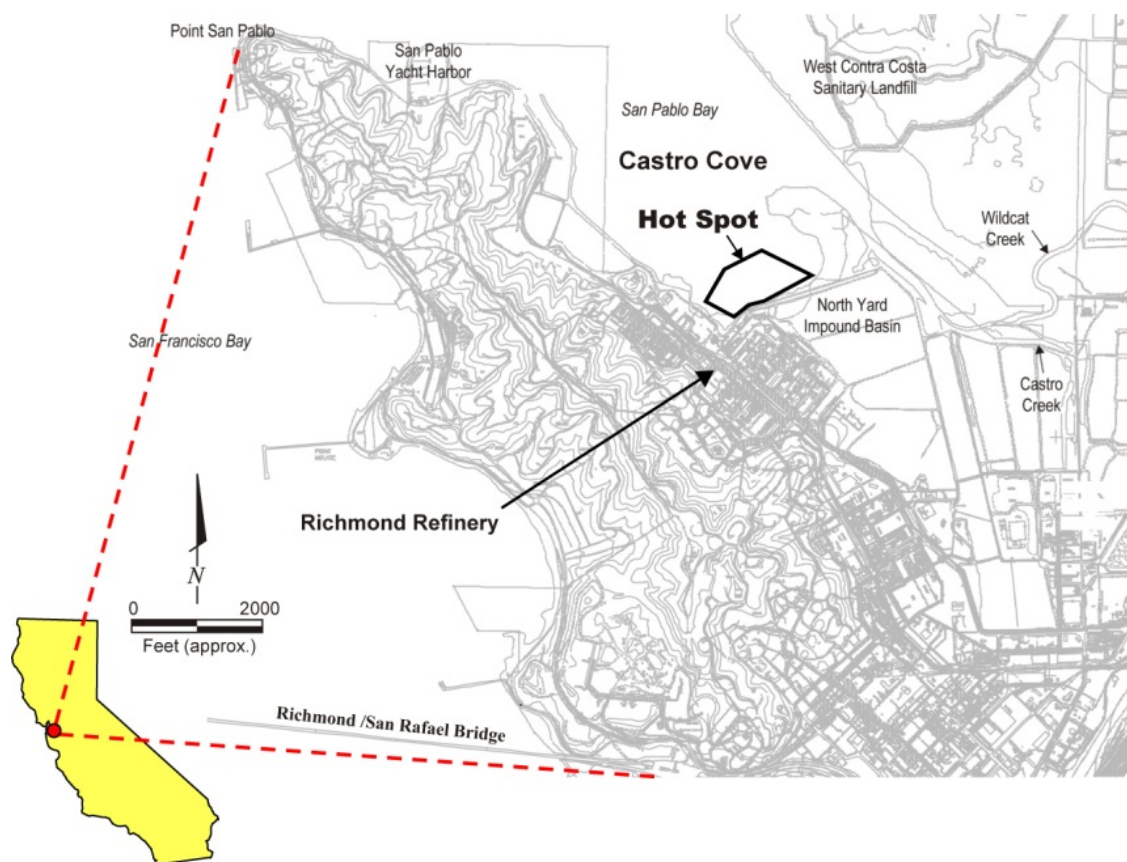 Point San Pablo
San Pablo
Yacht Harbor
West Contra Costa
Sanitary Landfill
San Pablo Bay
Castro Cove
Hot Spot
Wildcat
Creek
North Yard
Impound Basin
San Francisco Bay
Castro
Creek
Richmond Refinery
N
0 2000
Feet (approx.)
Richmond /San Rafael Bridge